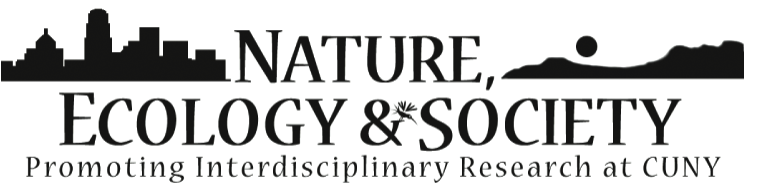 NATURE,
ECOLOGY & SOCIETY
Promoting Interdisciplinary Research at CUNY